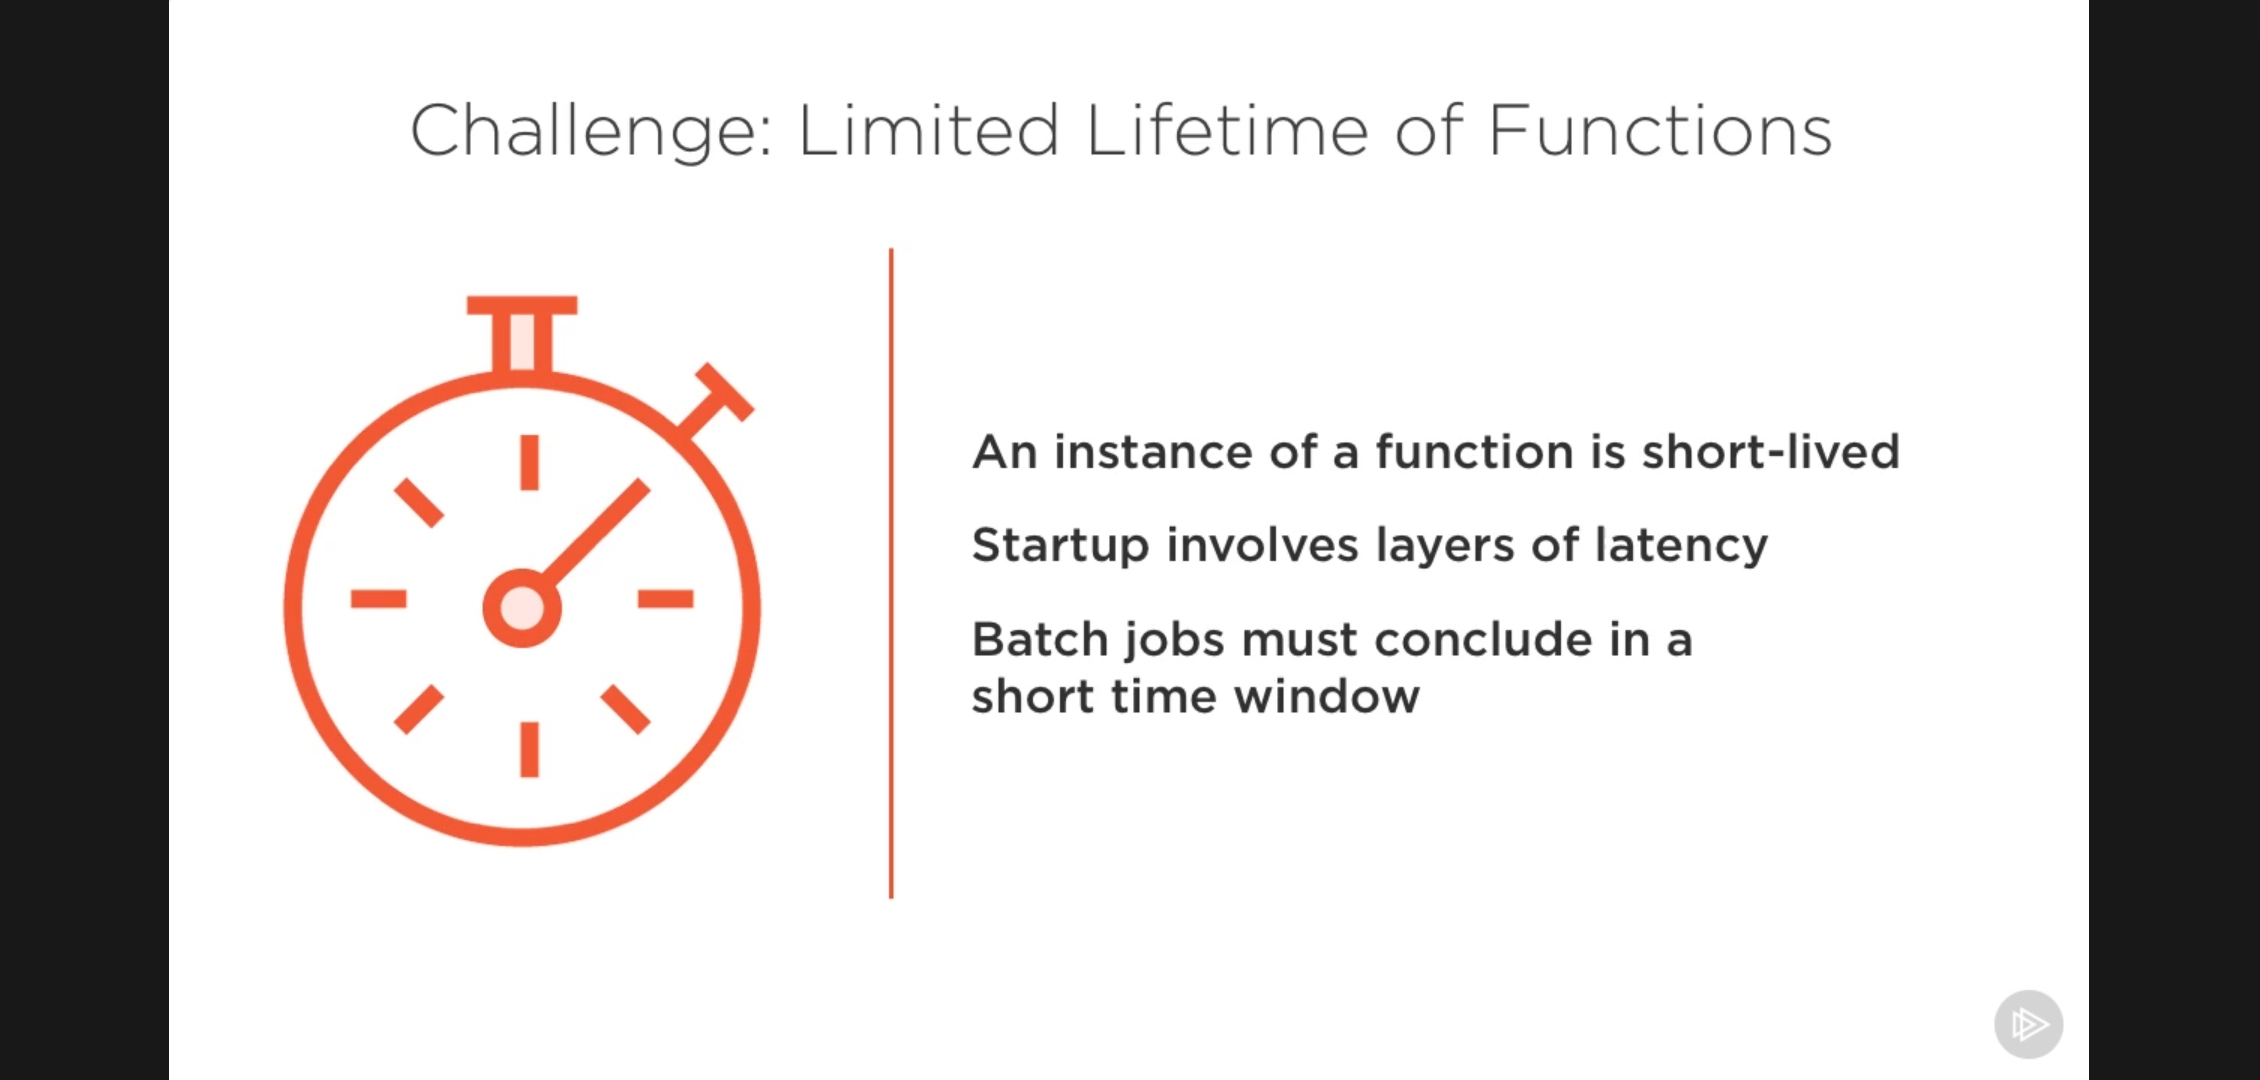 Challenge: Limited Lifetime of Functions
An instance of a function is short-lived
Startup involves layers of latency
Batch jobs must conclude in a
short time window